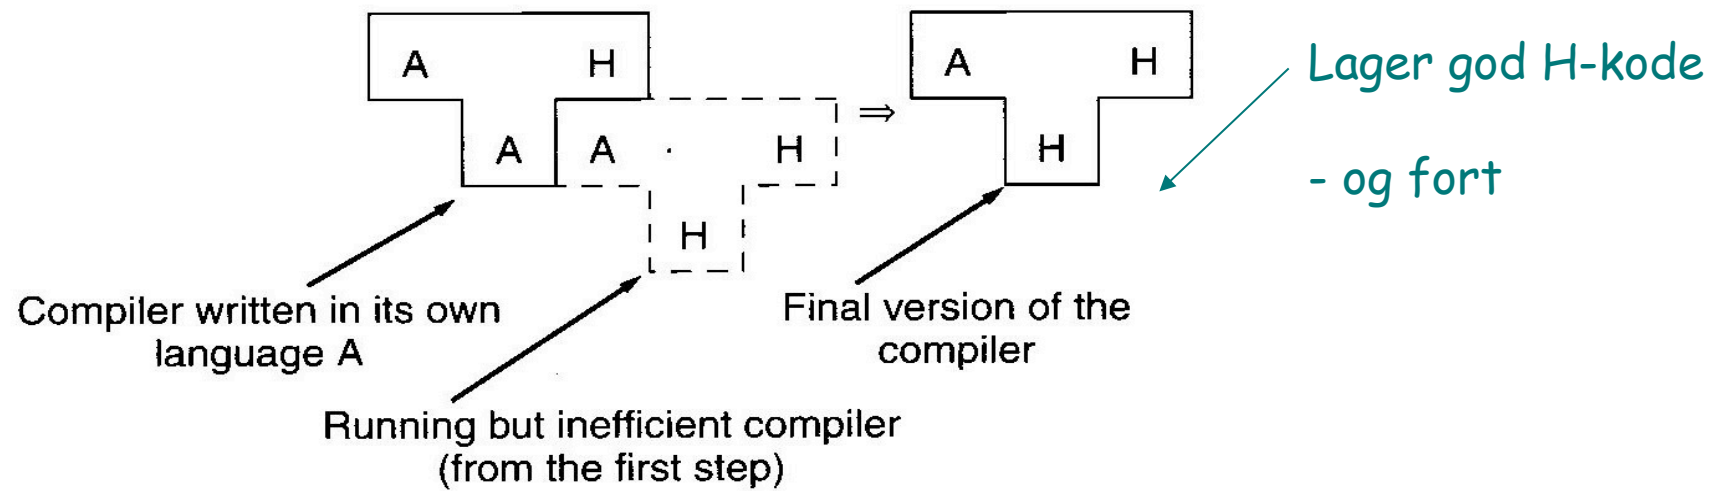 A H A H
A A H H
H
Lager god H-kode
- og fort
⇒
Compiler written in its own
language A
Running but inefficient compiler
(from the first step)
Final version of the
compiler